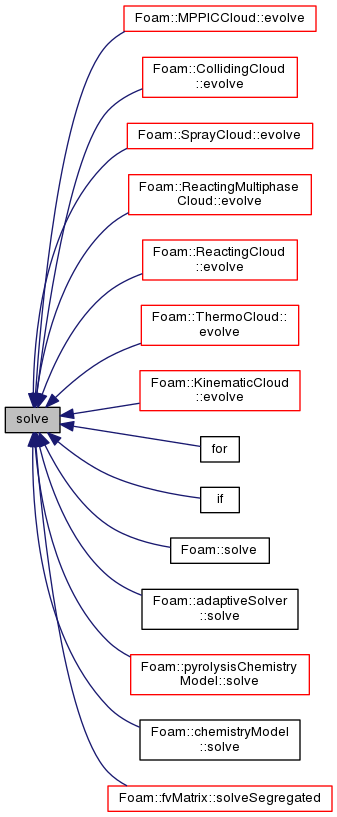 Foam::MPPICCloud::evolve
Foam::CollidingCloud
::evolve
Foam::SprayCloud::evolve
Foam::ReactingMultiphase
Cloud::evolve
Foam::ReactingCloud
::evolve
Foam::ThermoCloud::
evolve
Foam::KinematicCloud
::evolve
solve
for
if
Foam::solve
Foam::adaptiveSolver
::solve
Foam::pyrolysisChemistry
Model::solve
Foam::chemistryModel
::solve
Foam::fvMatrix::solveSegregated